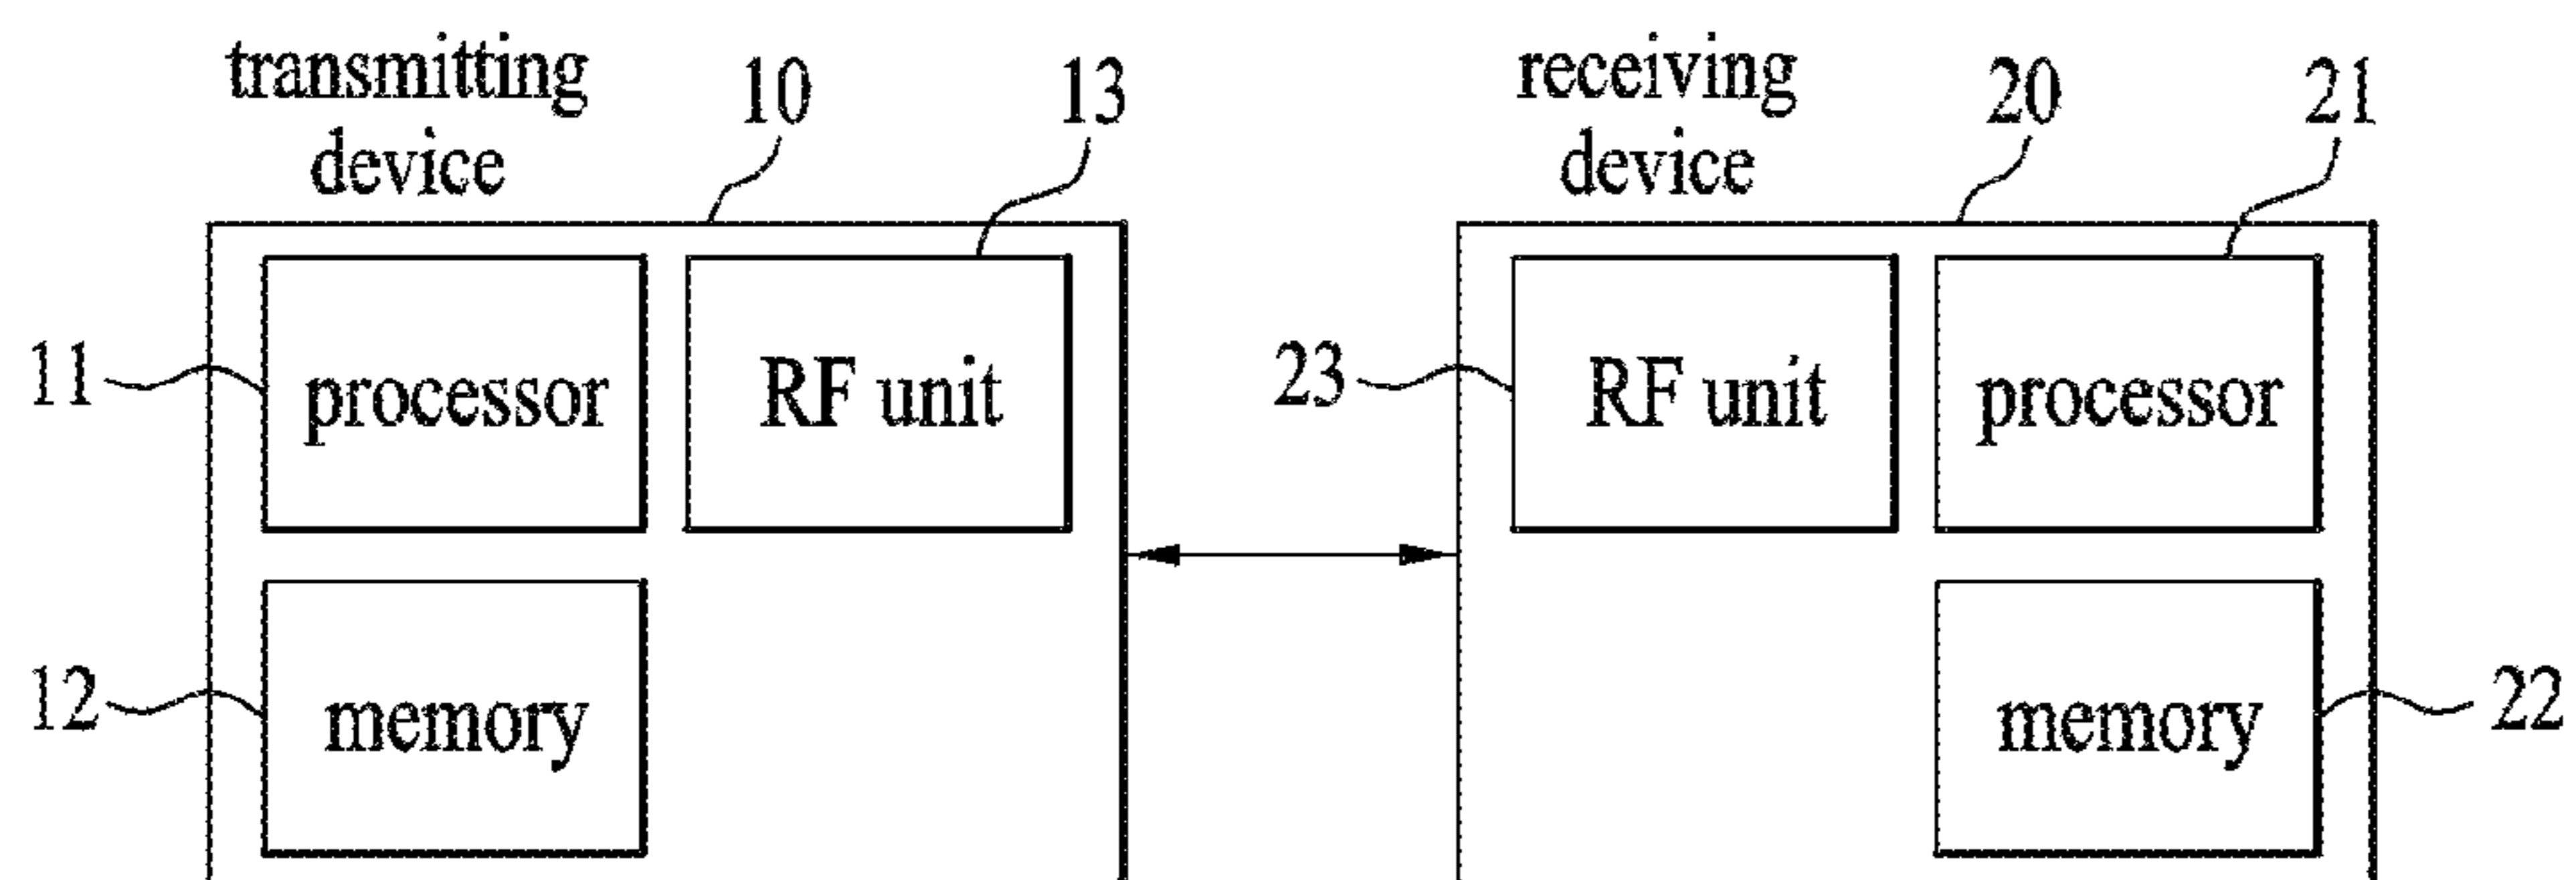 transmitting
device
10
13
receiving
device
20
21
11
processor
RF unit
23
RF unit
processor
12
memory
memory
22